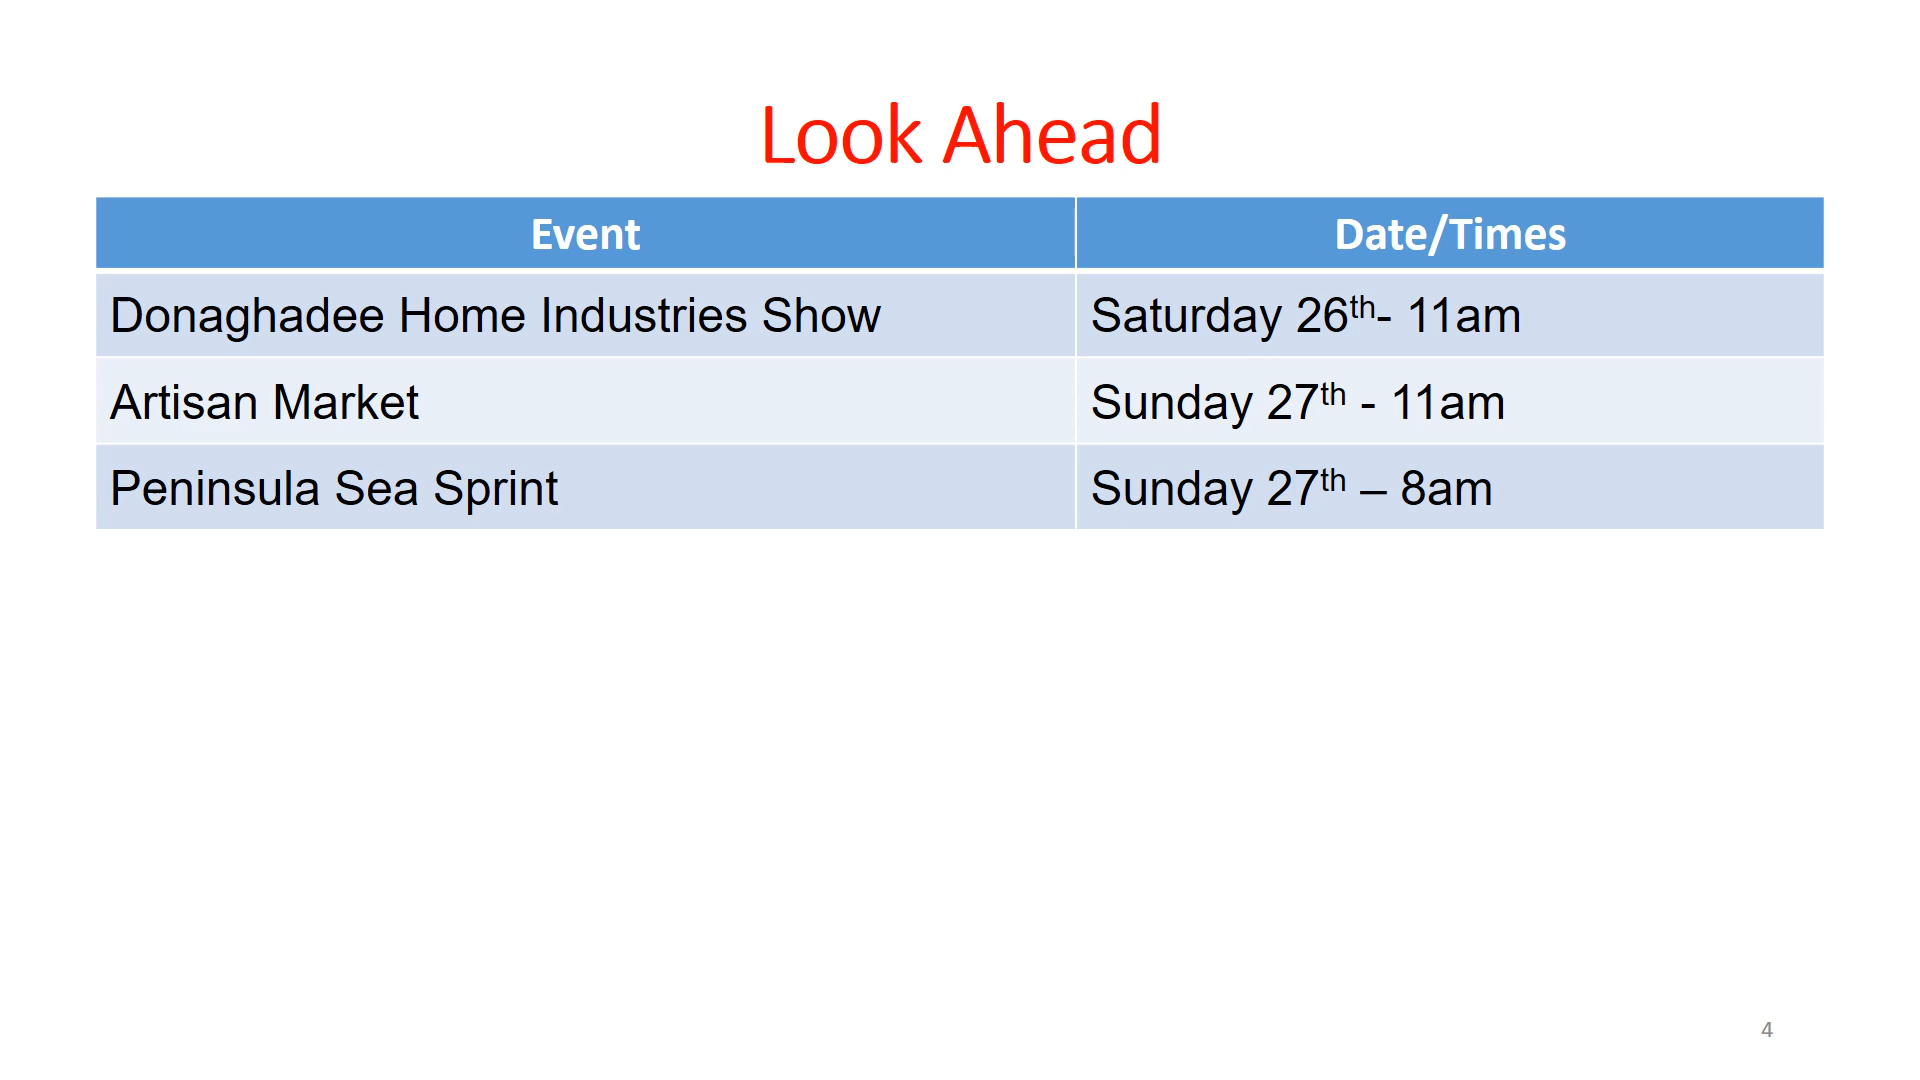 Look Ahead
Event Date/Times
Donaghadee Home Industries Show Saturday 26th- 11am
Artisan Market Sunday 27th - 11am
Peninsula Sea Sprint Sunday 27th – 8am
4